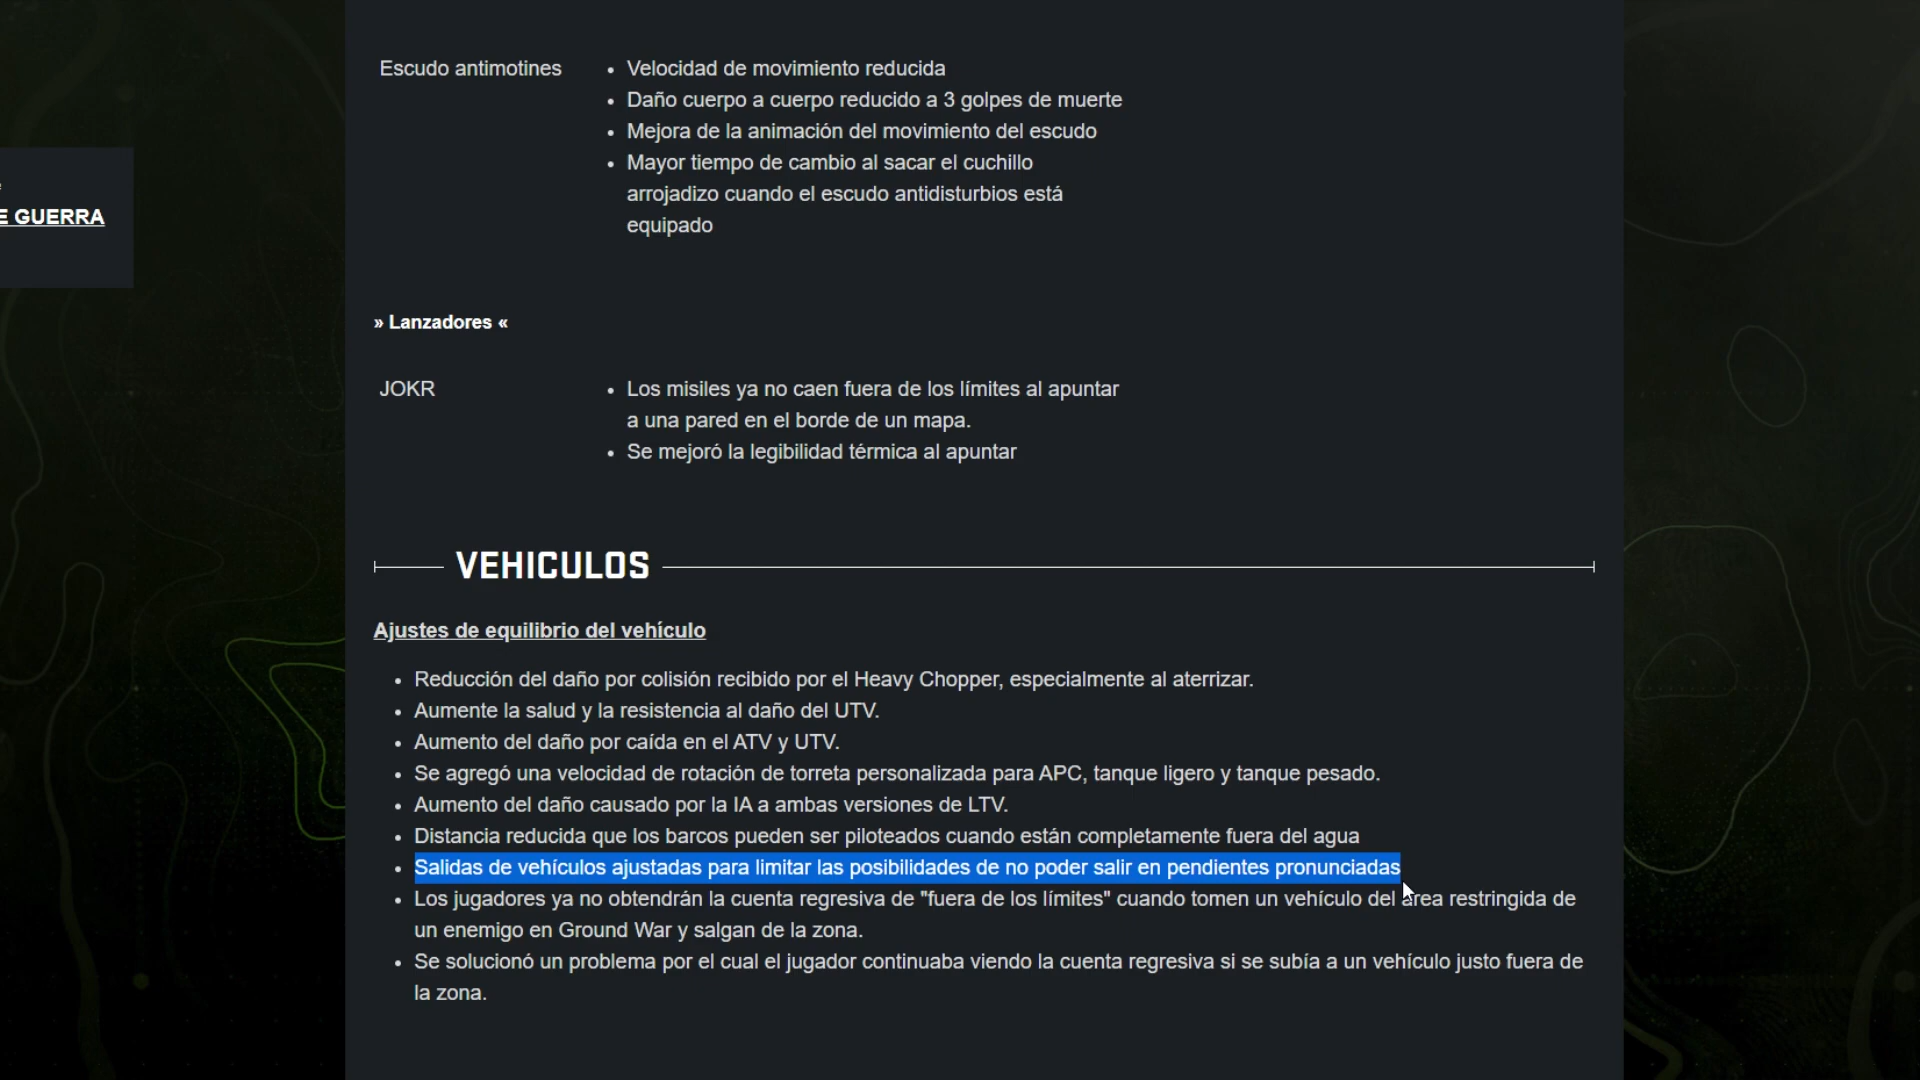 Escudo antimotines
• Velocidad de movimiento reducida
• Daño cuerpo a cuerpo reducido a 3 golpes de muerte
• Mejora de la animación del movimiento del escudo
• Mayor tiempo de cambio al sacar el cuchillo
arrojadizo cuando el escudo antidisturbios está
equipado
E GUERRA
» Lanzadores «
JOKR
• Los misiles ya no caen fuera de los límites al apuntar
a una pared en el borde de un mapa.
• Se mejoró la legibilidad térmica al apuntar
VEHICULOS
Ajustes de equilibrio del vehículo
• Reducción del daño por colisión recibido por el Heavy Chopper, especialmente al aterrizar.
• Aumente la salud y la resistencia al daño del UTV.
• Aumento del daño por caída en el ATV y UTV.
• Se agregó una velocidad de rotación de torreta personalizada para APC, tanque ligero y tanque pesado.
• Aumento del daño causado por la IA a ambas versiones de LTV.
• Distancia reducida que los barcos pueden ser piloteados cuando están completamente fuera del agua
• Salidas de vehículos ajustadas para limitar las posibilidades de no poder salir en pendientes pronunciadas
• Los jugadores ya no obtendrán la cuenta regresiva de "fuera de los límites" cuando tomen un vehículo del área restringida de
un enemigo en Ground War y salgan de la zona.
• Se solucionó un problema por el cual el jugador continuaba viendo la cuenta regresiva si se subía a un vehículo justo fuera de
la zona.